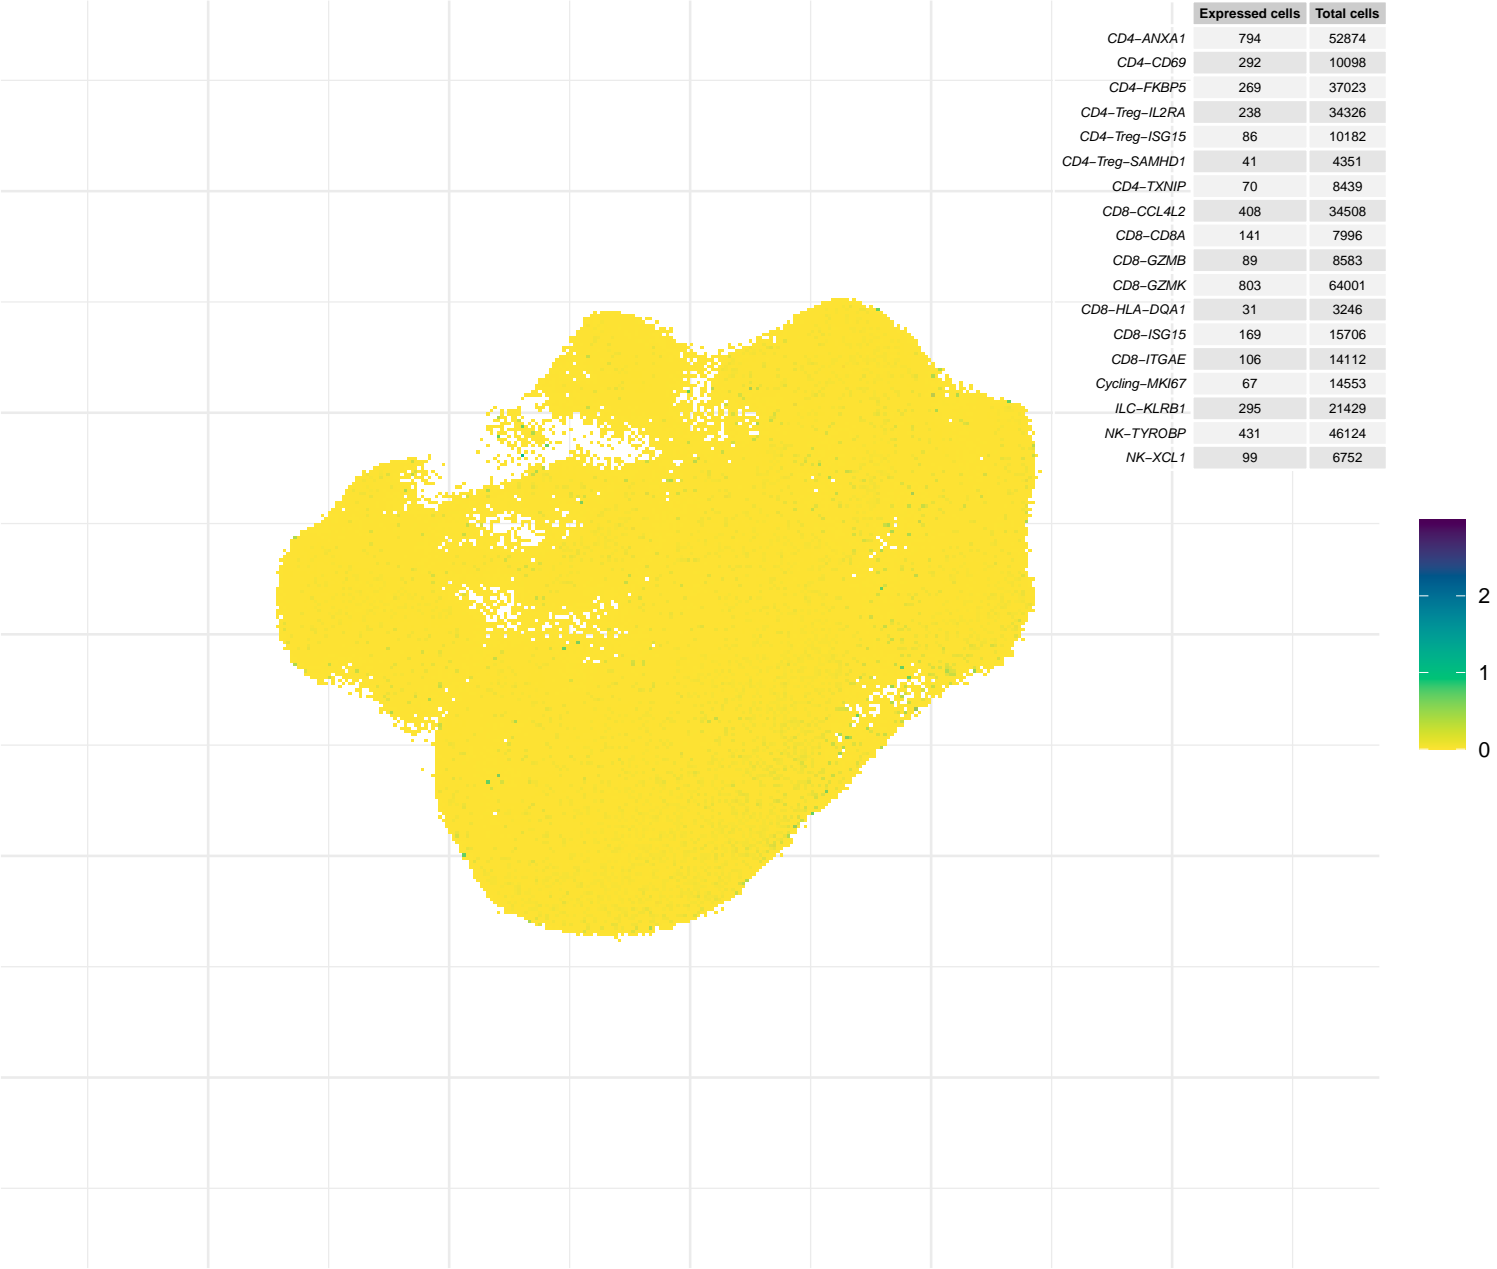 Expressed cells Total cells
CD4−ANXA1 794 52874
CD4−CD69 292 10098
CD4−FKBP5 269 37023
CD4−Treg−IL2RA 238 34326
CD4−Treg−ISG15 86 10182
CD4−Treg−SAMHD1 41 4351
CD4−TXNIP 70 8439
CD8−CCL4L2 408 34508
CD8−CD8A 141 7996
CD8−GZMB 89 8583
CD8−GZMK 803 64001
CD8−HLA−DQA1 31 3246
CD8−ISG15 169 15706
CD8−ITGAE 106 14112
Cycling−MKI67 67 14553
ILC−KLRB1 295 21429
NK−TYROBP 431 46124
NK−XCL1 99 6752
2
1
0